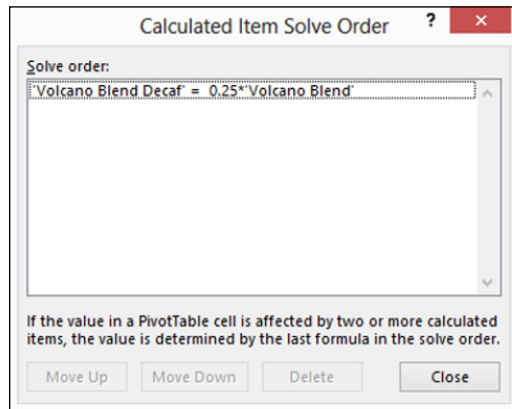 Calculated Item Solve Order
? ×
Solve order:
'Volcano Blend Decaf' = 0.25*'Volcano Blend'
If the value in a PivotTable cell is affected by two or more calculated
items, the value is determined by the last formula in the solve order.
Move Up Move Down Delete Close